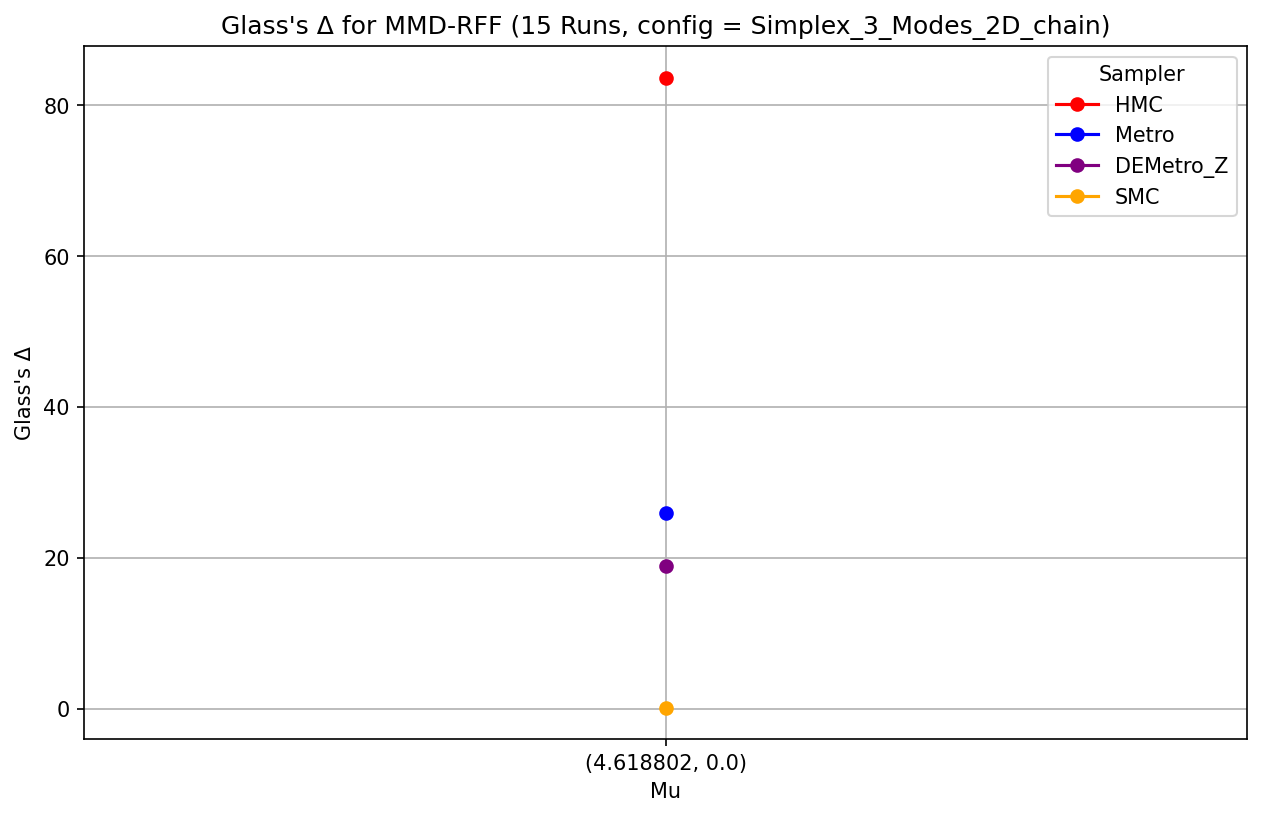 Glass's Δ for MMD-RFF (15 Runs, config = Simplex_3_Modes_2D_chain)
Sampler
HMC
Metro
DEMetro_Z
SMC
Glass's Δ
80
60
40
20
0
(4.618802, 0.0)
Mu